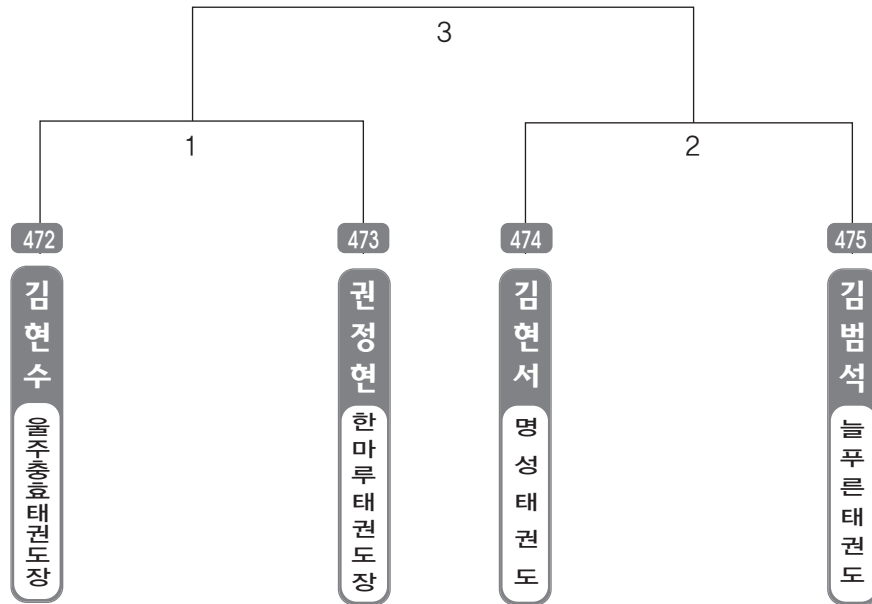 3
1
2
472
473
474
475
김현수
권정현
김현서
김범석
울주충효태권도장
한마루태권도장
명성태권도
늘푸른태권도